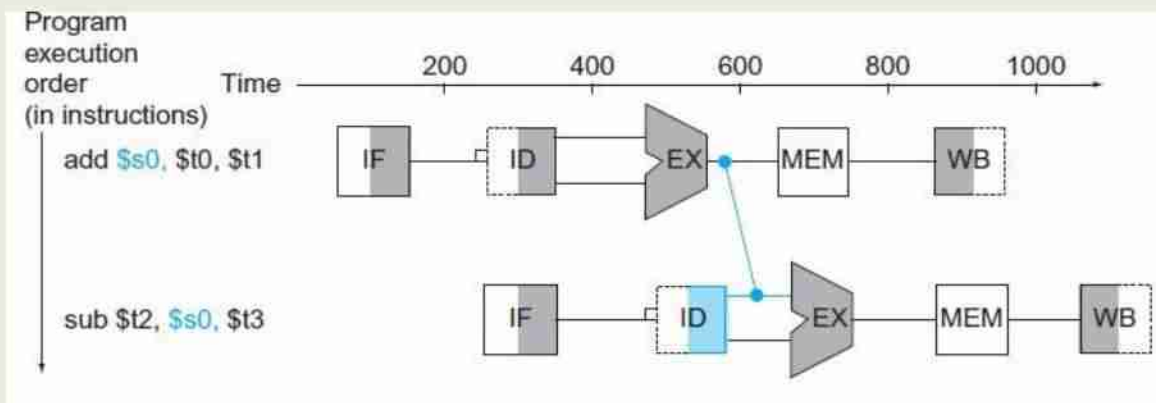 Program
execution
order
(in instructions)
Time
200 400 600 800 1000
add $s0, $t0, $t1
IF ID EX MEM WB
sub $t2, $s0, $t3
IF ID EX MEM WB